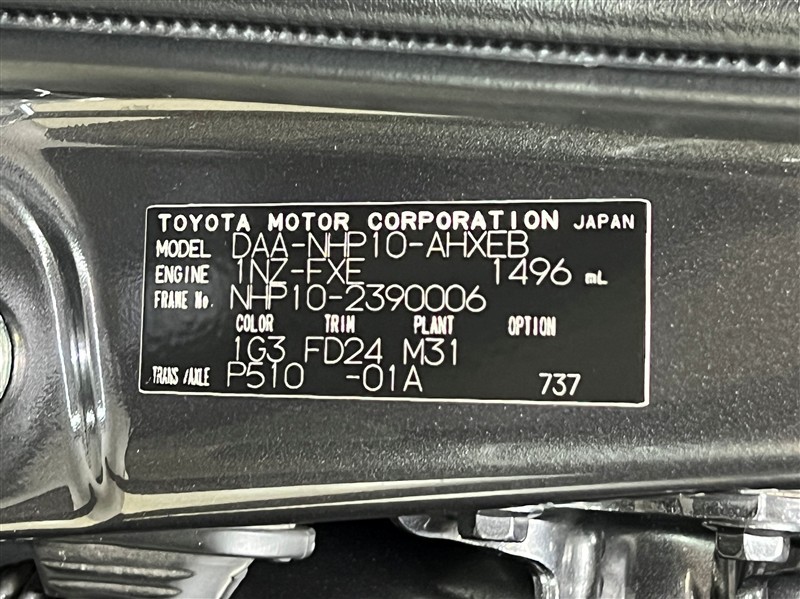 TOYOTA MOTOR CORPORATION JAPAN
MODEL DAA-NHP10-AHXEB
ENGINE 1NZ-FXE 1496 mL
FRAME No. NHP10-2390006
COLOR TRIM PLANT OPTION
1G3 FD24 M31
TRANS/AXLE P510 -01A 737